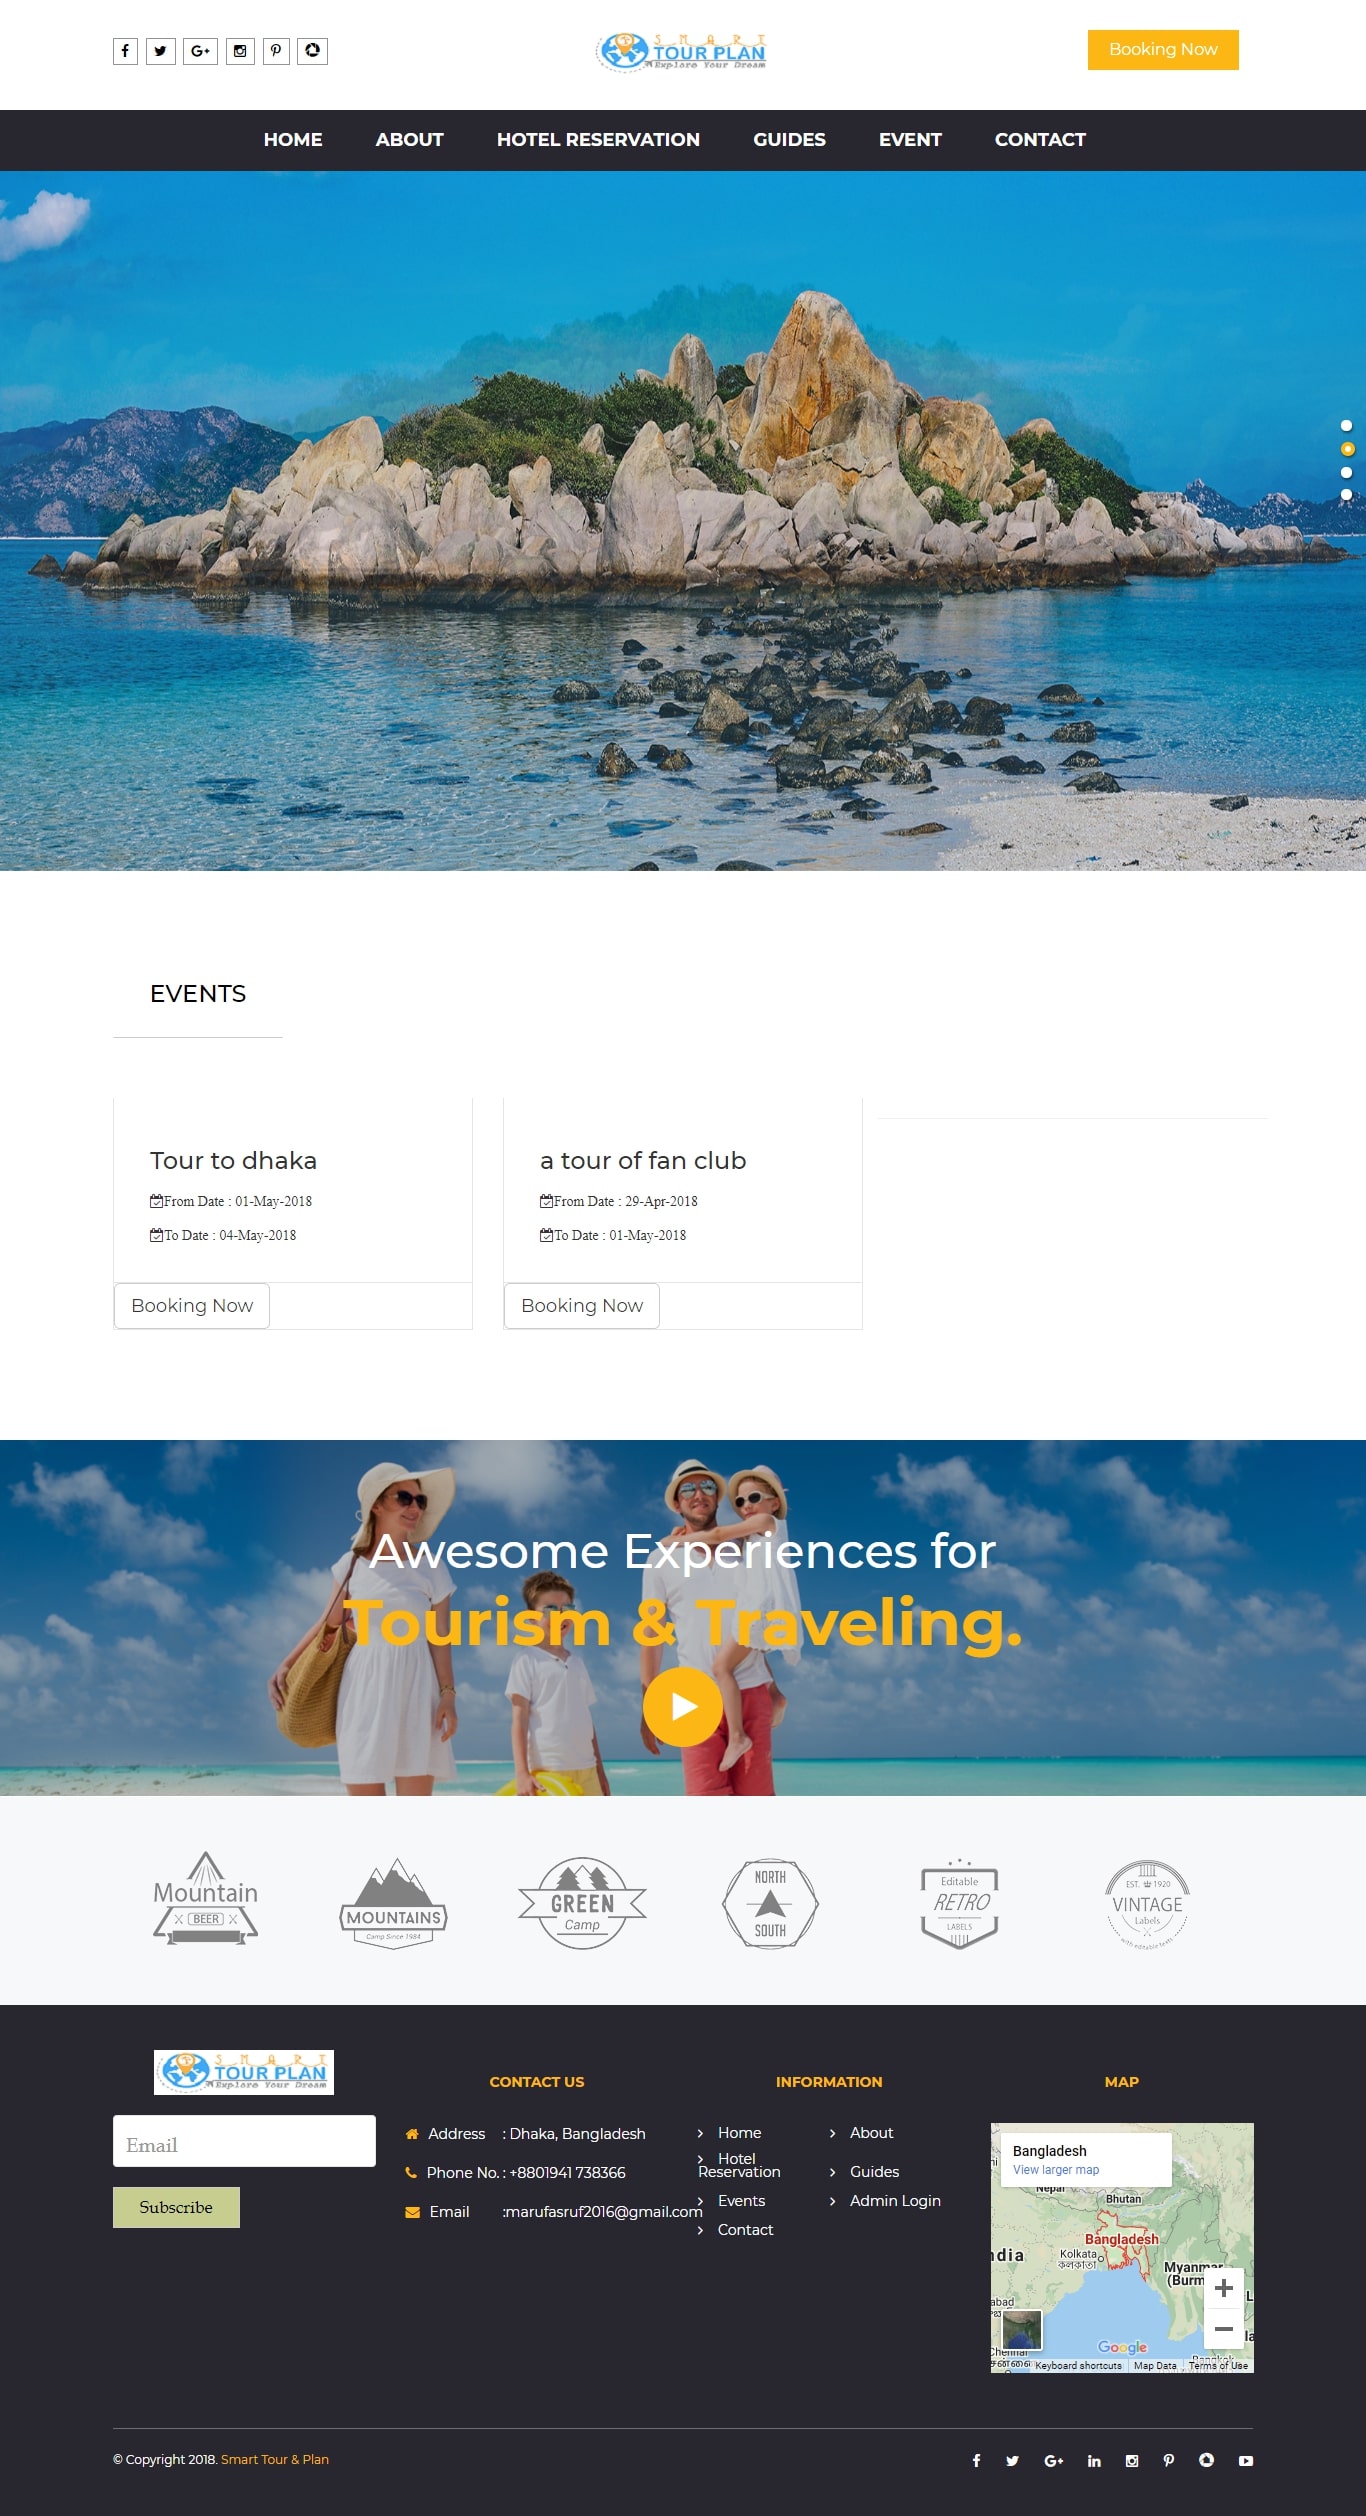 SMART
TOUR PLAN
Explore Your Dream
Booking Now
HOME ABOUT HOTEL RESERVATION GUIDES EVENT CONTACT
EVENTS
Tour to dhaka
From Date : 01-May-2018
To Date : 04-May-2018
Booking Now
a tour of fan club
From Date : 29-Apr-2018
To Date : 01-May-2018
Booking Now
Awesome Experiences for
Tourism & Traveling.
Mountain
BEER
MOUNTAINS
Camp Since 1984
GREEN
Camp
NORTH
SOUTH
Editable
RETRO
LABELS
EST. 1920
VINTAGE
Labels
with editable texts
SMART
TOUR PLAN
Explore Your Dream
Email
Subscribe
CONTACT US
Address : Dhaka, Bangladesh
Phone No. : +8801941 738366
Email :marufasruf2016@gmail.com
INFORMATION
Home
About
Hotel
Reservation
Guides
Events
Admin Login
Contact
MAP
Bangladesh
View larger map
Nepal
Bhutan
Bangladesh
Kolkata
কলকাতা
ndia
Myanmar
(Burm
abad
Chennai
Google
Keyboard shortcuts Map Data Terms of Use
© Copyright 2018. Smart Tour & Plan